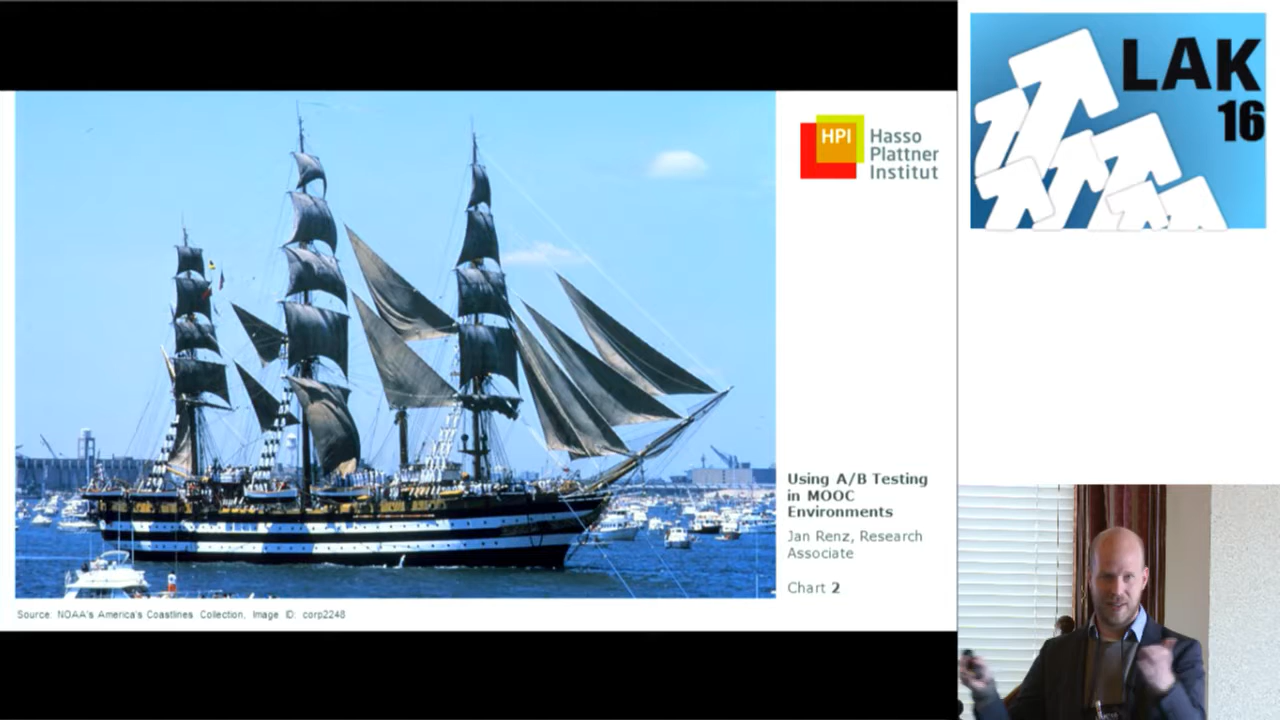 HPI
Hasso
Plattner
Institut
Using A/B Testing
in MOOC
Environments
Jan Renz, Research
Associate
Chart 2
Source: NOAA's America's Coastlines Collection, Image ID: corp2248
LAK
16